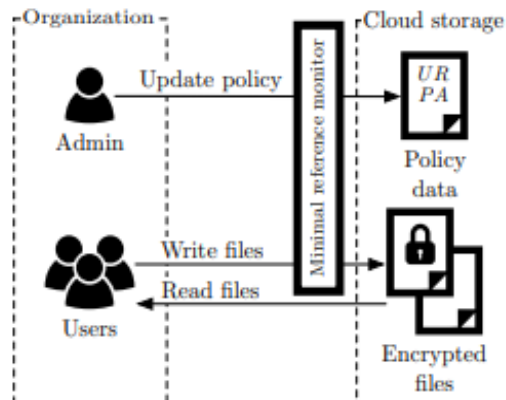 Organization
Cloud storage
Update policy
Admin
Minimal reference monitor
UR
PA
Policy
data
Write files
Read files
Users
Encrypted
files